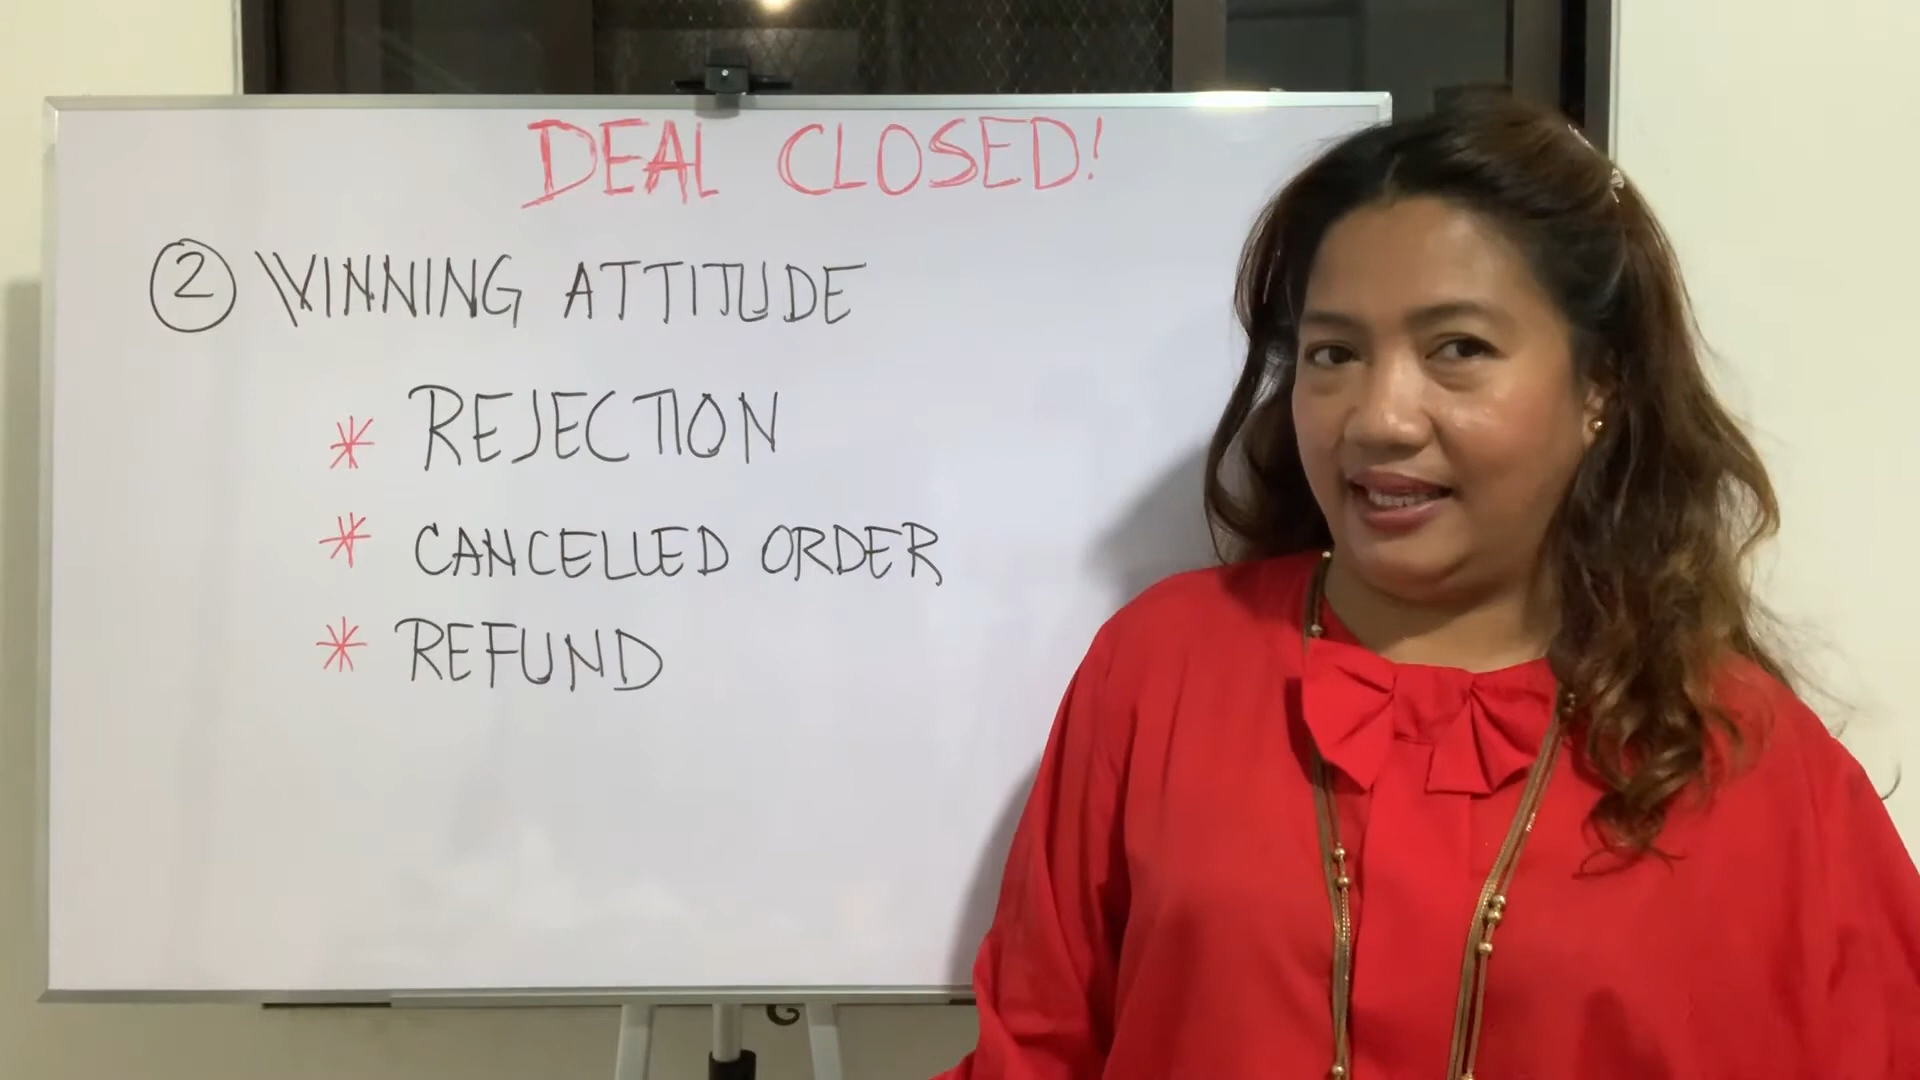 DEAL CLOSED!
② WINNING ATTITUDE
* REJECTION
* CANCELLED ORDER
* REFUND